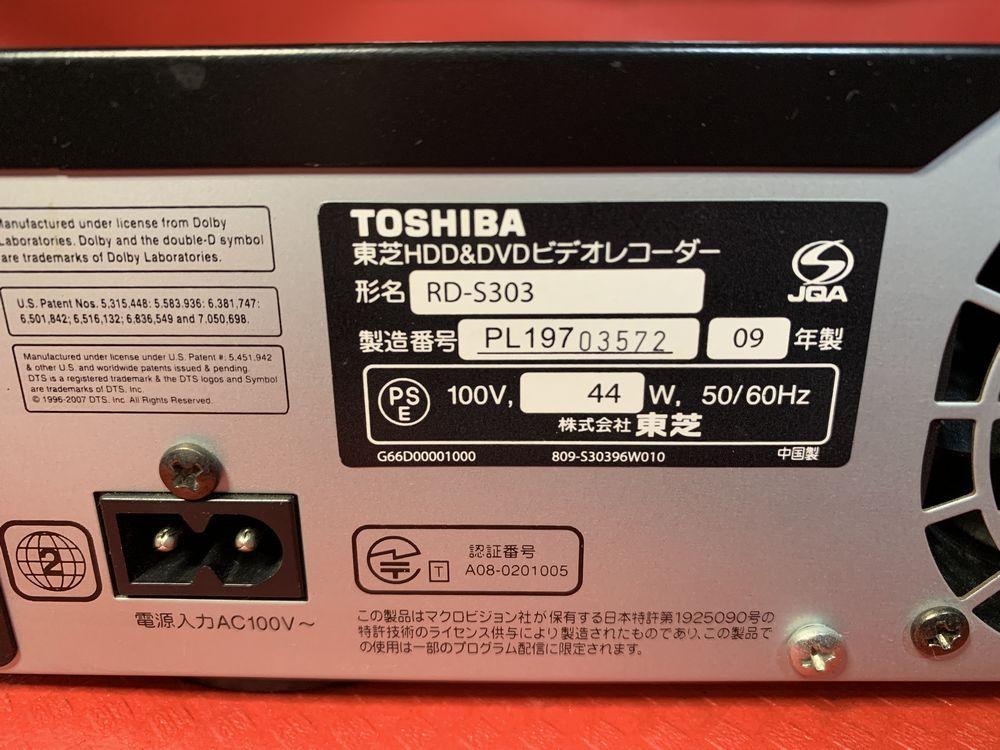 Manufactured under license from Dolby
Laboratories. Dolby and the double-D symbol
are trademarks of Dolby Laboratories.
U.S. Patent Nos. 5,315,448; 5,583,936; 6,381,747;
6,501,842; 6,516,132; 6,836,549 and 7,050,698.
Manufactured under license under U.S. Patent #: 5,451,942
& other U.S. and worldwide patents issued & pending.
DTS is a registered trademark & the DTS logos and Symbol
are trademarks of DTS, Inc.
© 1996-2007 DTS, Inc. All Rights Reserved.
TOSHIBA
東芝HDD&DVDビデオレコーダー
形名 RD-S303
JQA
製造番号 PL19703572 09 年製
PS
E
100V, 44 W, 50/60Hz
株式会社 東芝
G66D00001000 809-S30396W010 中国製
2
電源入力AC100V～
認証番号
T A08-0201005
この製品はマクロビジョン社が保有する日本特許第1925090号の
特許技術のライセンス供与により製造されたものであり、この製品で
の使用は一部のプログラム配信に限定されます。